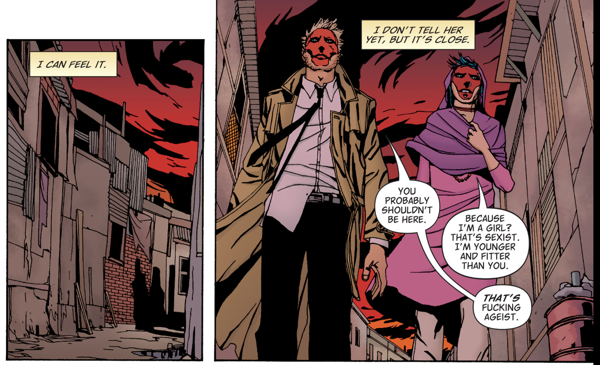 I CAN FEEL IT.
I DON'T TELL HER
YET, BUT IT'S CLOSE.
YOU
PROBABLY
SHOULDN'T
BE HERE.
BECAUSE
I'M A GIRL?
THAT'S SEXIST.
I'M YOUNGER
AND FITTER
THAN YOU.
THAT'S
FUCKING
AGEIST.